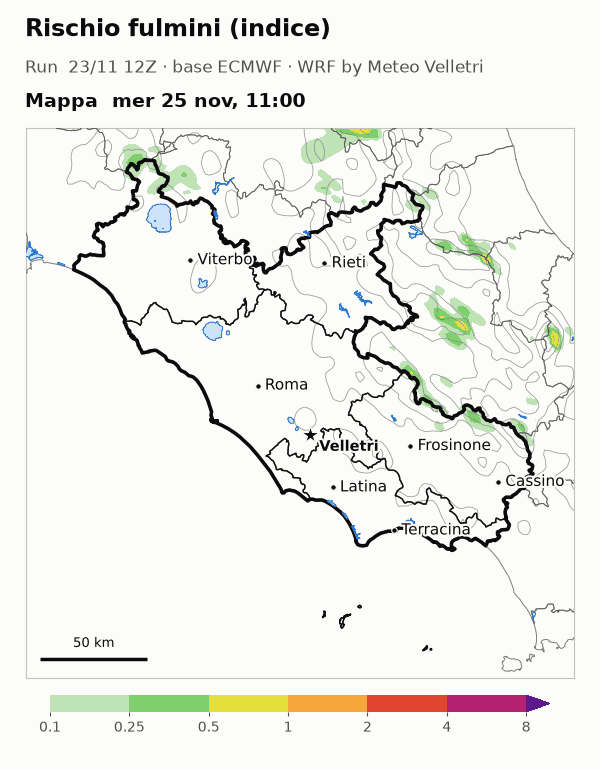 Rischio fulmini (indice)
Run  23/11 12Z · base ECMWF · WRF by Meteo Velletri
Mappa  mer 25 nov, 11:00
Viterbo
Rieti
Roma
Velletri
Frosinone
Latina
Cassino
Terracina
50 km
0.1 0.25 0.5 1 2 4 8